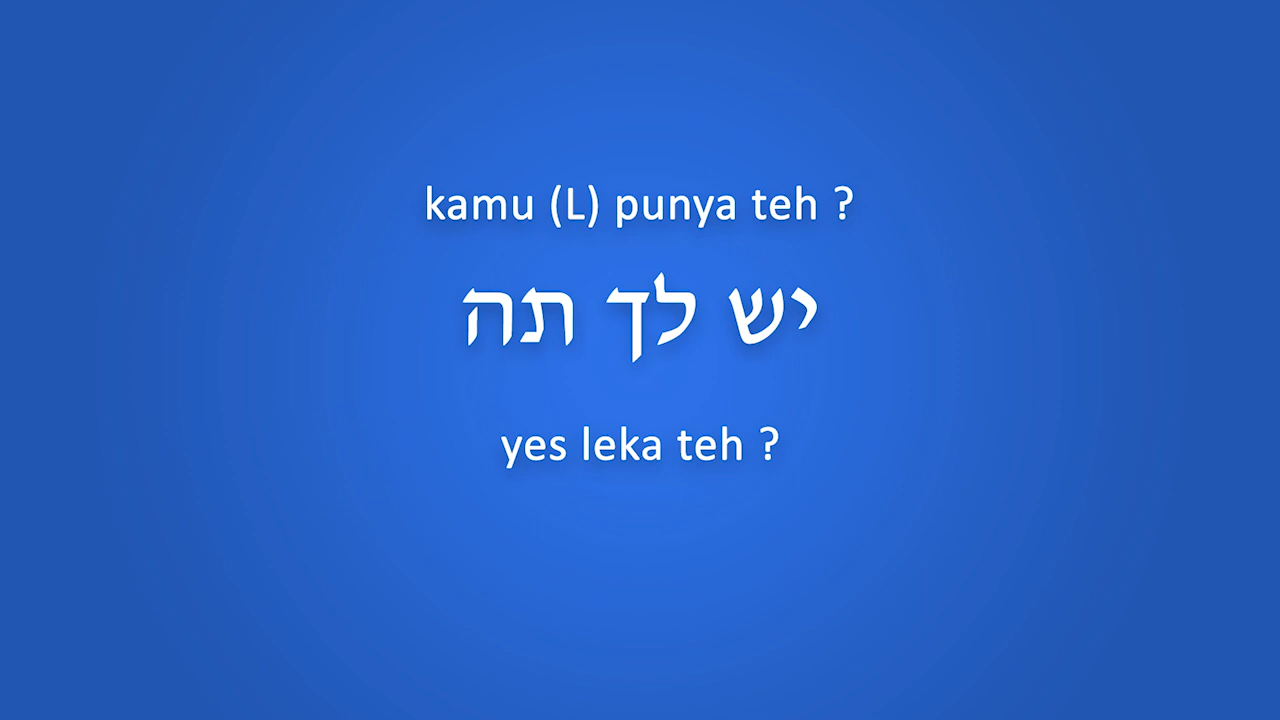 kamu (L) punya teh ?
יש לך תה
yes leka teh ?